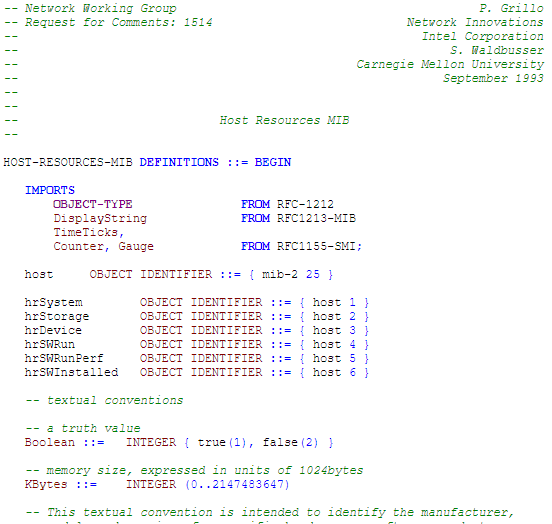 -- Network Working Group                                          P. Grillo
-- Request for Comments: 1514                           Network Innovations
--                                                        Intel Corporation
--                                                            S. Waldbusser
--                                               Carnegie Mellon University
--                                                           September 1993
--
--
--                            Host Resources MIB
--
HOST-RESOURCES-MIB DEFINITIONS ::= BEGIN
   IMPORTS
       OBJECT-TYPE               FROM RFC-1212
       DisplayString             FROM RFC1213-MIB
       TimeTicks,
       Counter, Gauge            FROM RFC1155-SMI;
   host     OBJECT IDENTIFIER ::= { mib-2 25 }
   hrSystem        OBJECT IDENTIFIER ::= { host 1 }
   hrStorage       OBJECT IDENTIFIER ::= { host 2 }
   hrDevice        OBJECT IDENTIFIER ::= { host 3 }
   hrSWRun         OBJECT IDENTIFIER ::= { host 4 }
   hrSWRunPerf     OBJECT IDENTIFIER ::= { host 5 }
   hrSWInstalled   OBJECT IDENTIFIER ::= { host 6 }
   -- textual conventions
   -- a truth value
   Boolean ::=   INTEGER { true(1), false(2) }
   -- memory size, expressed in units of 1024bytes
   KBytes ::=    INTEGER (0..2147483647)
   -- This textual convention is intended to identify the manufacturer,